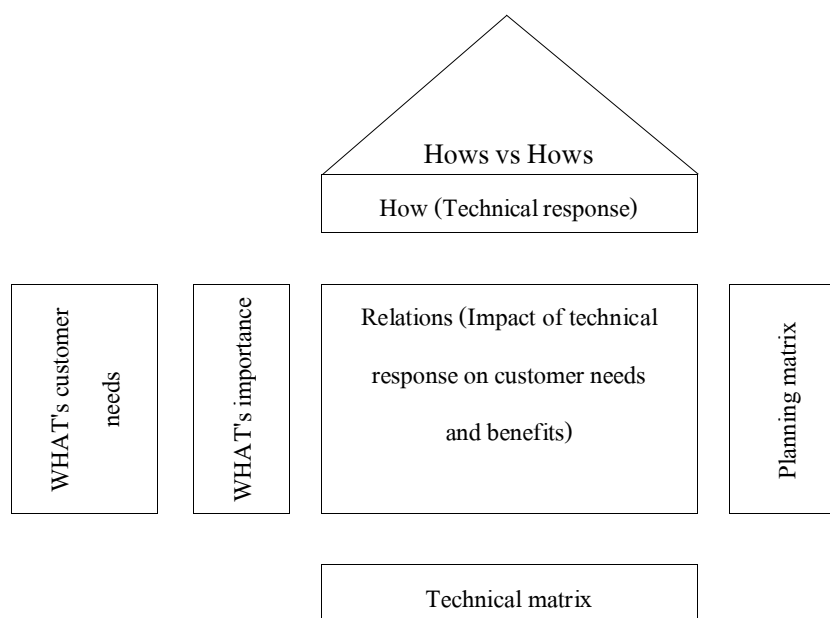 Hows vs Hows
How (Technical response)
WHAT's customer
needs
WHAT's importance
Relations (Impact of technical
response on customer needs
and benefits)
Planning matrix
Technical matrix